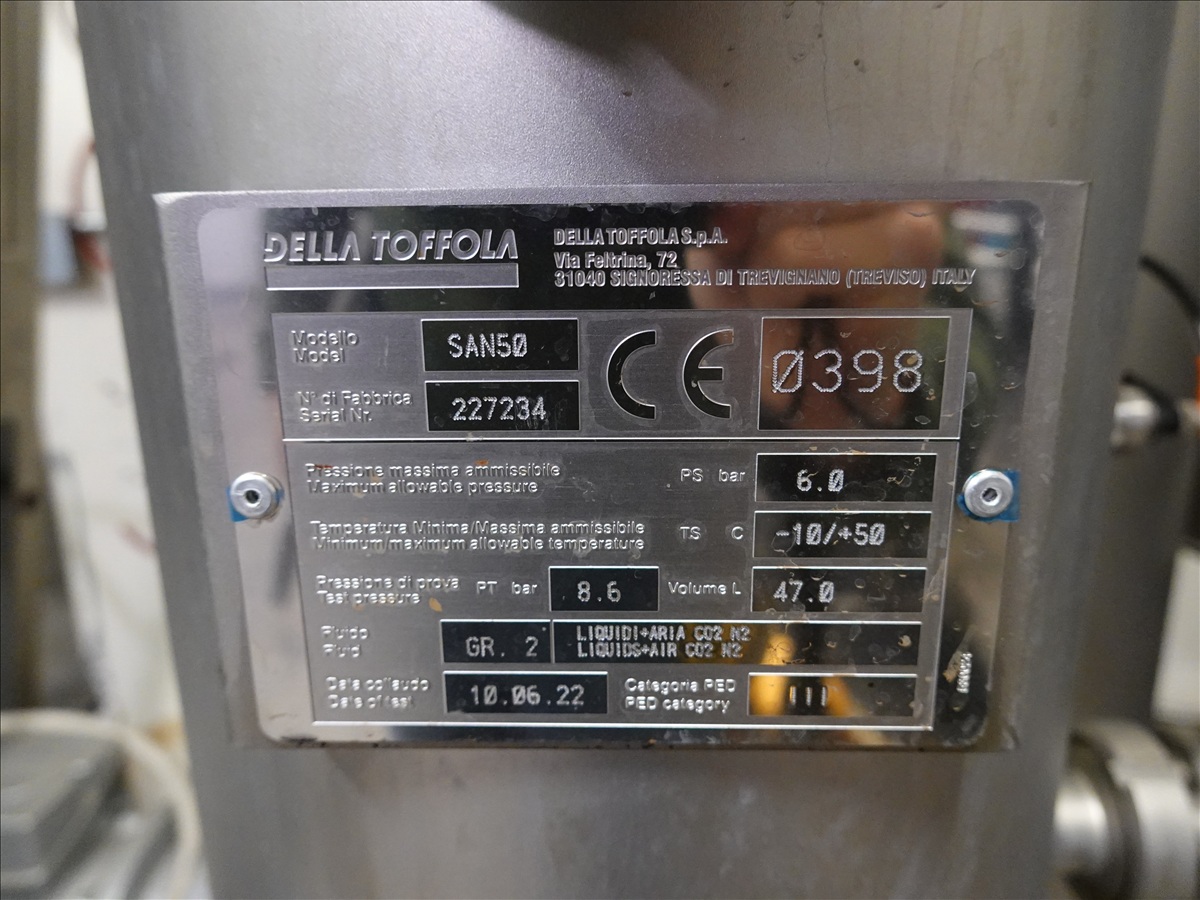 DELLA TOFFOLA
DELLA TOFFOLA S.p.A.
Via Feltrina, 72
31040 SIGNORESSA DI TREVIGNANO (TREVISO) ITALY
Modello
Model
SAN50
CE
0398
N° di Fabbrica
Serial Nr.
227234
Pressione massima ammissibile
Maximum allowable pressure
PS bar
6.0
Temperatura Minima/Massima ammissibile
Minimum/maximum allowable temperature
TS C
-10/+50
Pressione di prova
Test pressure
PT bar
8.6
Volume L
47.0
Fluido
Fluid
GR. 2
LIQUIDI+ARIA CO2 N2
LIQUIDS+AIR CO2 N2
Data collaudo
Date of test
10.06.22
Categoria PED
PED category
III